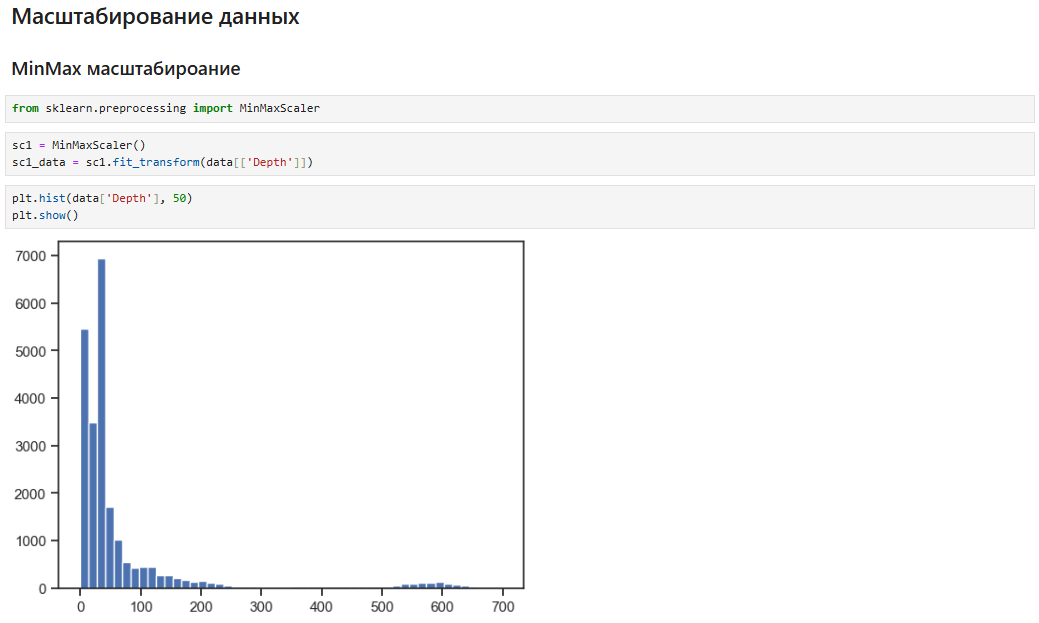 Масштабирование данных
MinMax масштабироание
from sklearn.preprocessing import MinMaxScaler
sc1 = MinMaxScaler()
sc1_data = sc1.fit_transform(data[['Depth']])
plt.hist(data['Depth'], 50)
plt.show()
7000
6000
5000
4000
3000
2000
1000
0
0 100 200 300 400 500 600 700